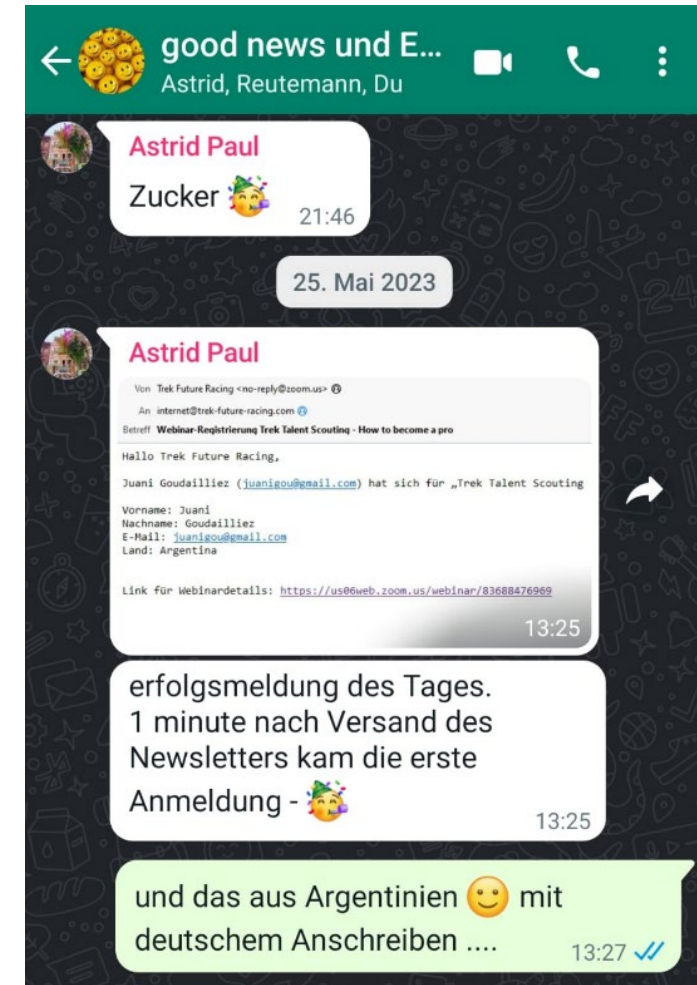 good news und E...
Astrid, Reutemann, Du
Astrid Paul
Zucker 🥳
21:46
25. Mai 2023
Astrid Paul
Von Trek Future Racing <no-reply@zoom.us>
An internet@trek-future-racing.com
Betreff Webinar-Registrierung Trek Talent Scouting - How to become a pro
Hallo Trek Future Racing,
Juani Goudailliez (juanigou@gmail.com) hat sich für „Trek Talent Scouting
Vorname: Juani
Nachname: Goudailliez
E-Mail: juanigou@gmail.com
Land: Argentina
Link für Webinardetails: https://us06web.zoom.us/webinar/83688476969
13:25
erfolgsmeldung des Tages.
1 minute nach Versand des
Newsletters kam die erste
Anmeldung - 🥳
13:25
und das aus Argentinien 🙂 mit
deutschem Anschreiben ....
13:27